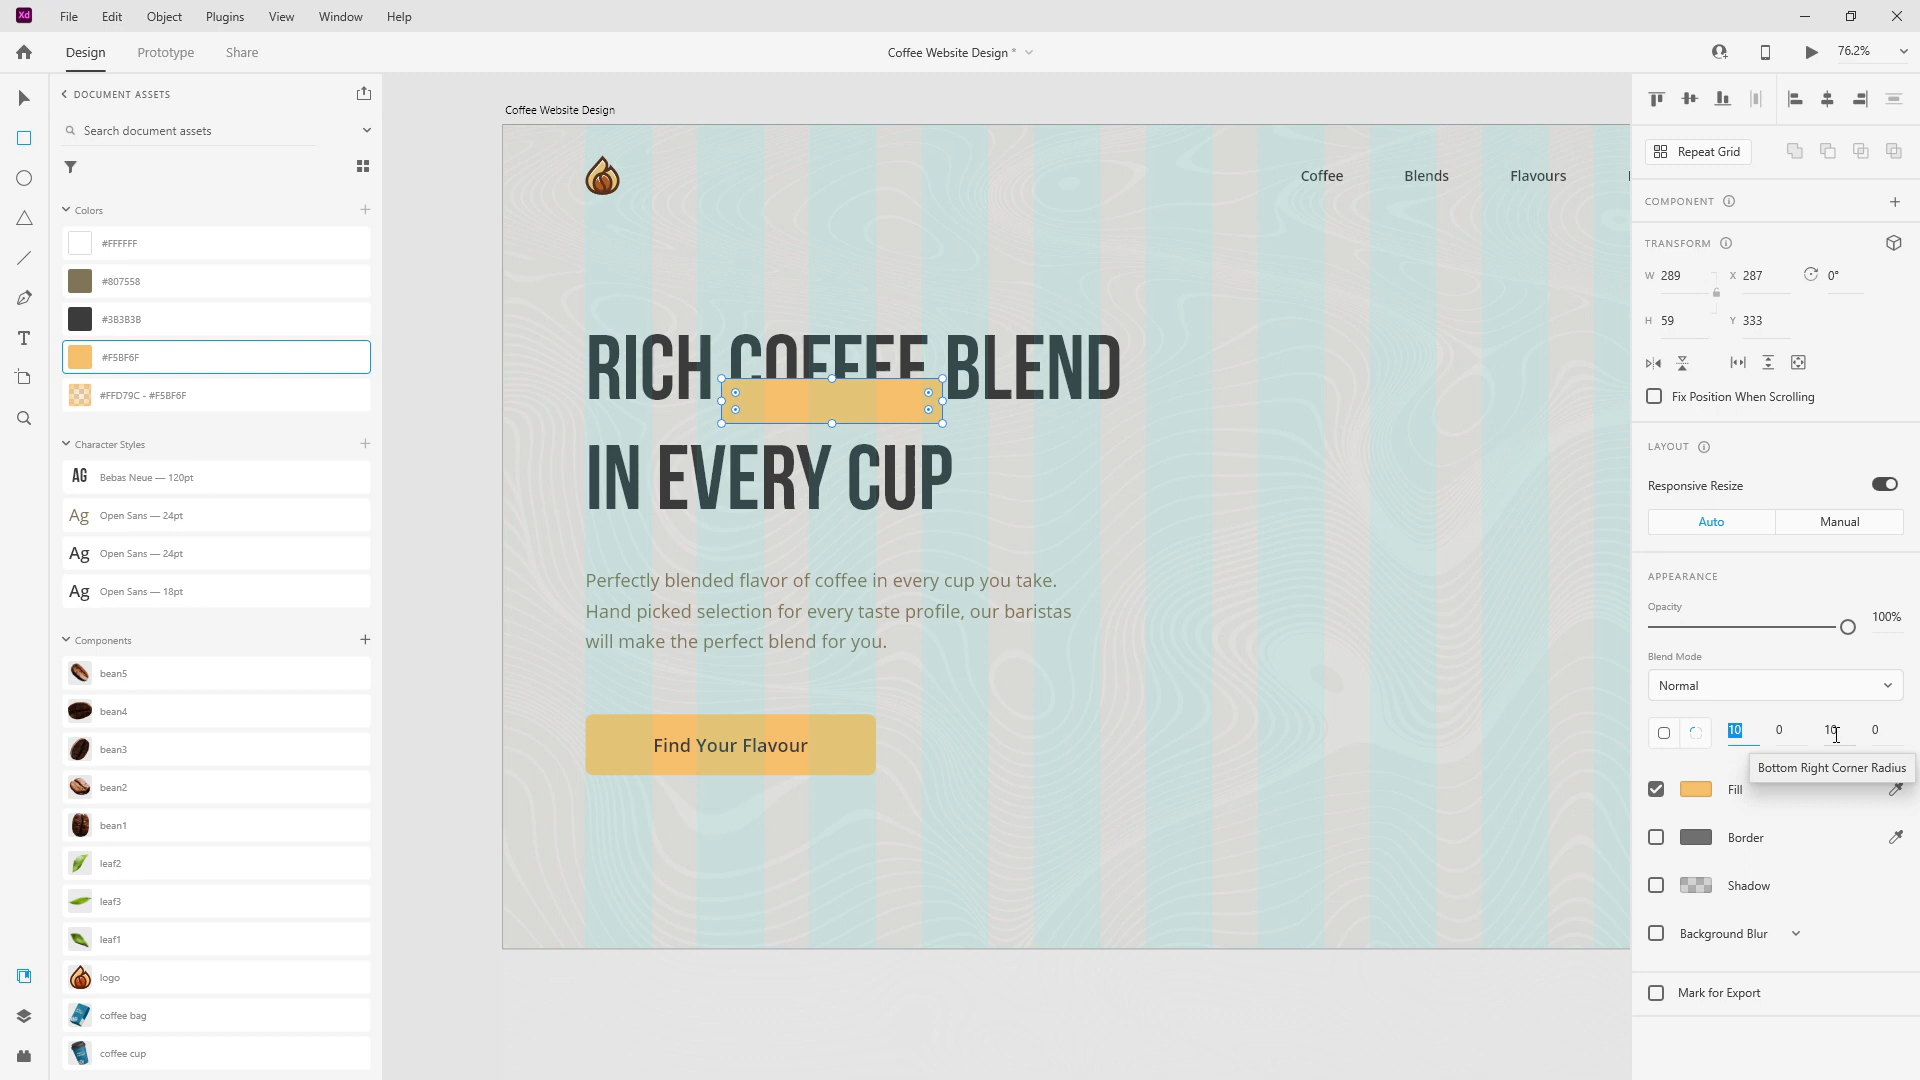 Xd File Edit Object Plugins View Window Help
Design Prototype Share
Coffee Website Design *
76.2%
DOCUMENT ASSETS
Search document assets
Colors
#FFFFFF
#807558
#3B3B3B
#F5BF6F
#FFD79C - #F5BF6F
Character Styles
AG Bebas Neue — 120pt
Ag Open Sans — 24pt
Ag Open Sans — 24pt
Ag Open Sans — 18pt
Components
bean5
bean4
bean3
bean2
bean1
leaf2
leaf3
leaf1
logo
coffee bag
coffee cup
Coffee Website Design
Coffee Blends Flavours
RICH COFFEE BLEND
IN EVERY CUP
Perfectly blended flavor of coffee in every cup you take.
Hand picked selection for every taste profile, our baristas
will make the perfect blend for you.
Find Your Flavour
Repeat Grid
COMPONENT
TRANSFORM
W 289 X 287 0°
H 59 Y 333
Fix Position When Scrolling
LAYOUT
Responsive Resize
Auto Manual
APPEARANCE
Opacity
100%
Blend Mode
Normal
10 0 10 0
Bottom Right Corner Radius
Fill
Border
Shadow
Background Blur
Mark for Export